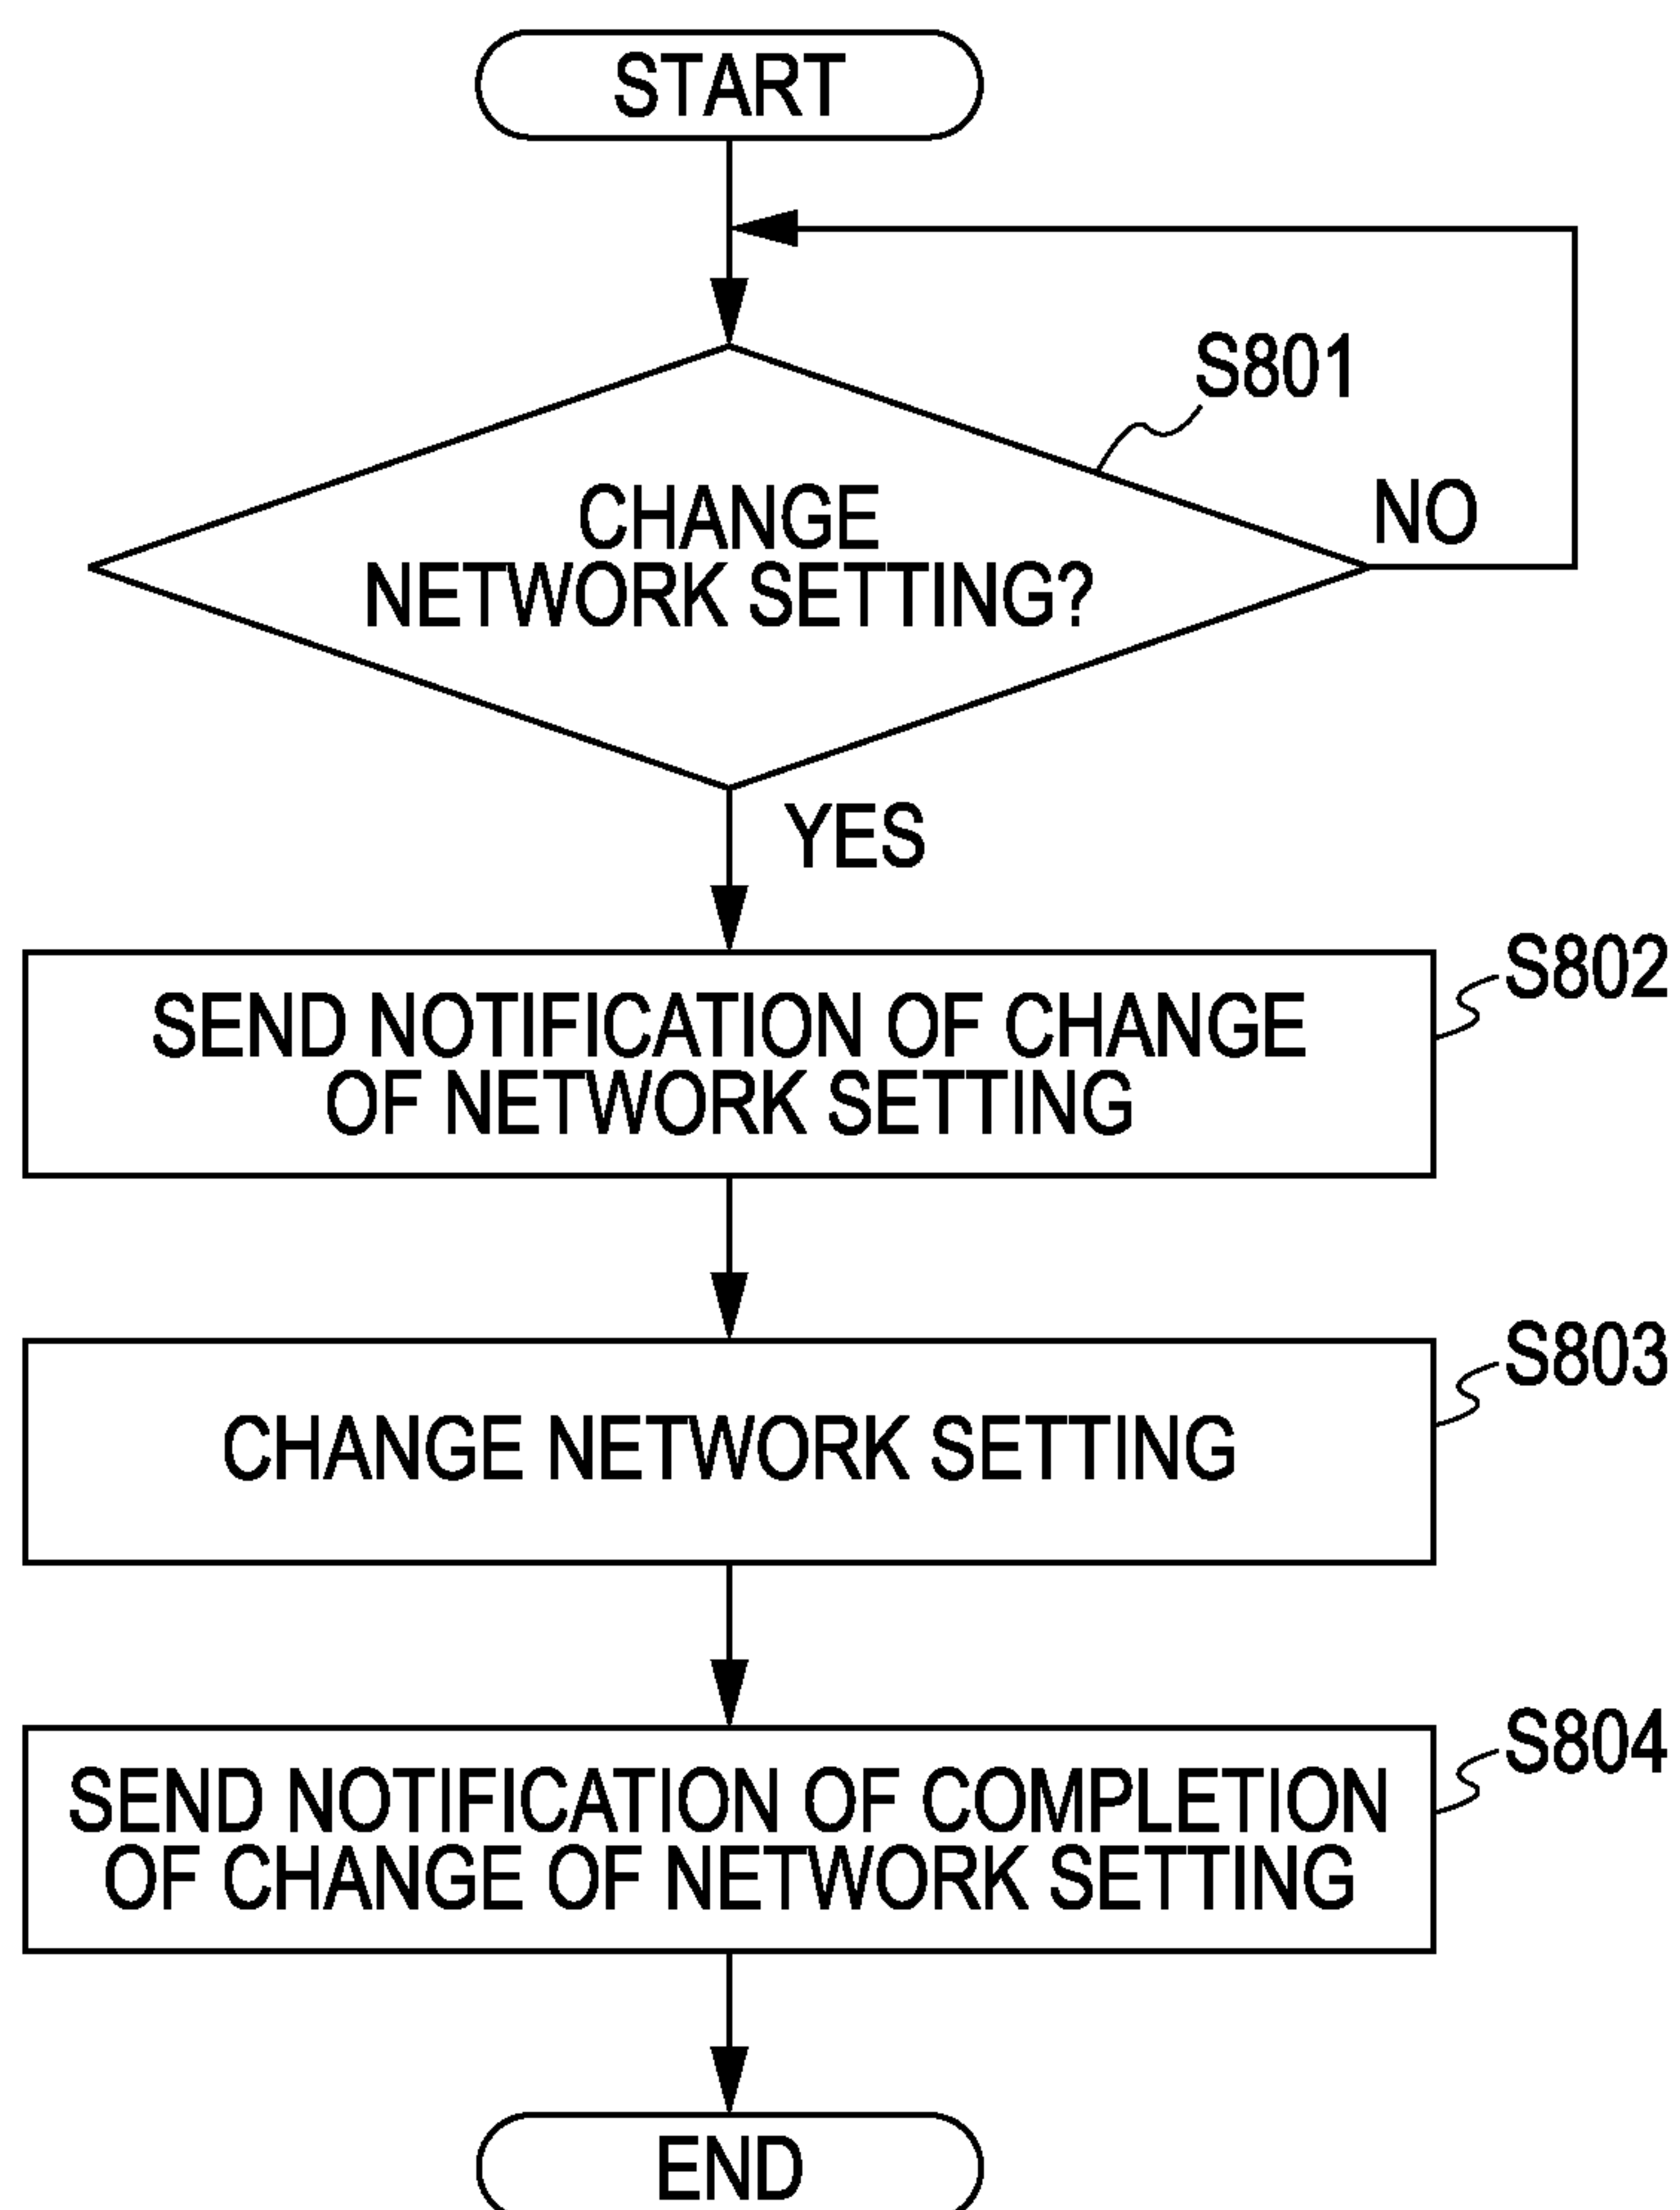 START
S801
CHANGE
NETWORK SETTING?
NO
YES
S802
SEND NOTIFICATION OF CHANGE
OF NETWORK SETTING
S803
CHANGE NETWORK SETTING
S804
SEND NOTIFICATION OF COMPLETION
OF CHANGE OF NETWORK SETTING
END